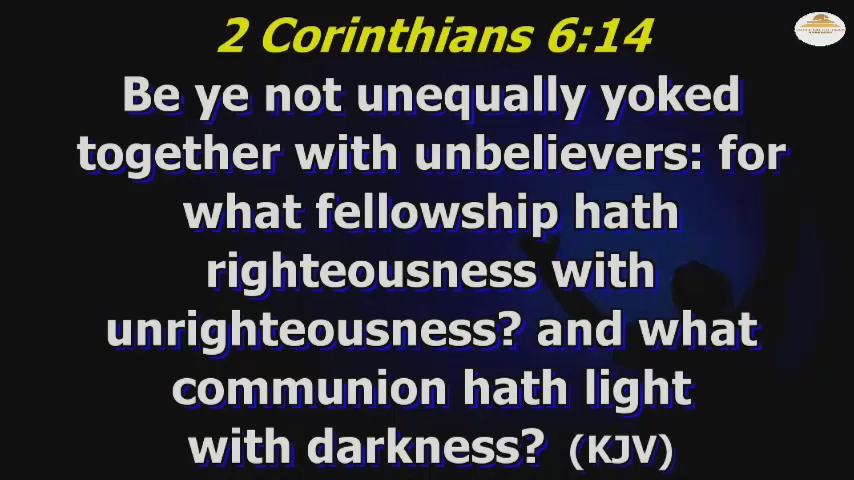 2 Corinthians 6:14
Be ye not unequally yoked
together with unbelievers: for
what fellowship hath
righteousness with
unrighteousness? and what
communion hath light
with darkness? (KJV)